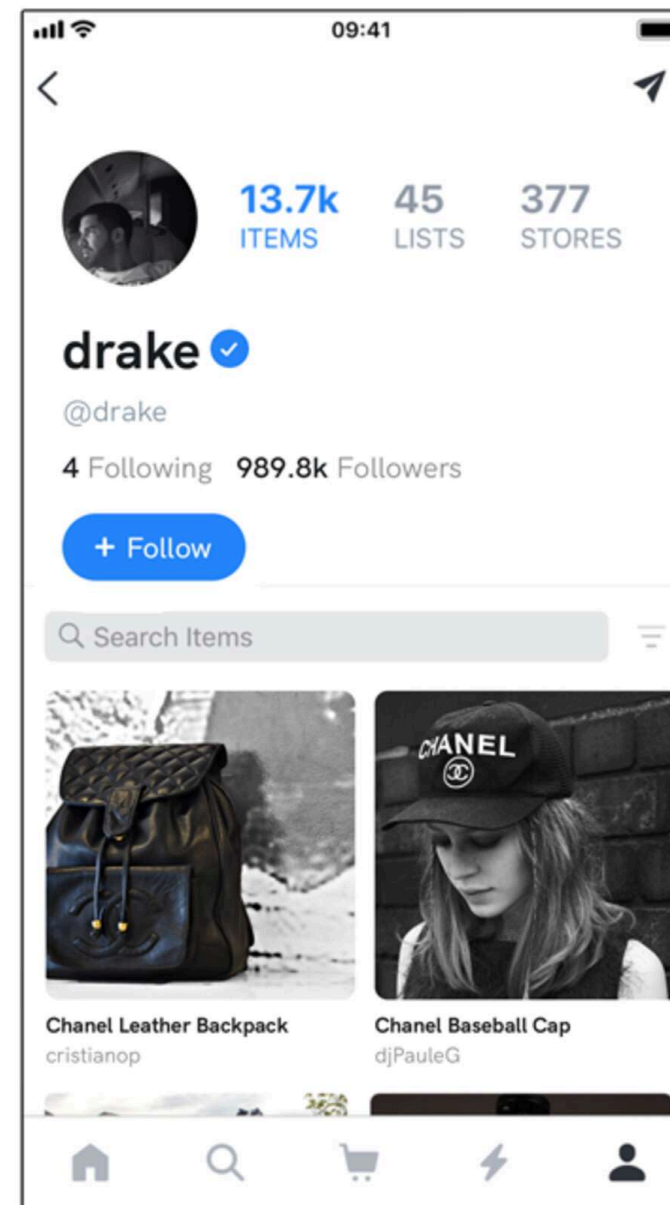 09:41
13.7k 45 377
ITEMS LISTS STORES
drake
@drake
4 Following 989.8k Followers
+ Follow
Search Items
CHANEL
Chanel Leather Backpack Chanel Baseball Cap
cristianop djPauleG